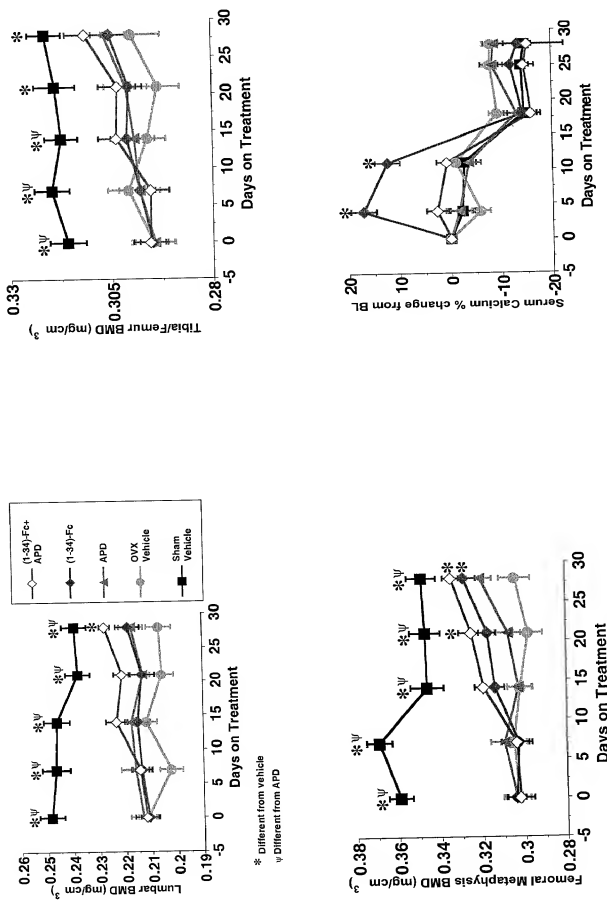 Tibia/Femur BMD (mg/cm3)
0.33
0.305
0.28
* * *Ψ *Ψ *Ψ
-5 0 5 10 15 20 25 30
Days on Treatment
Serum Calcium % change from BL
20
10
0
-10
-20
* *
-5 0 5 10 15 20 25 30
Days on Treatment
Lumbar BMD (mg/cm3)
0.26
0.25
0.24
0.23
0.22
0.21
0.2
0.19
*Ψ *Ψ *Ψ *Ψ *Ψ
*
-5 0 5 10 15 20 25 30
Days on Treatment
(1-34)-Fc+
APD
(1-34)-Fc
APD
OVX
Vehicle
Sham
Vehicle
* Different from vehicle
Ψ Different from APD
Femoral Metaphysis BMD (mg/cm3)
0.38
0.36
0.34
0.32
0.3
0.28
*Ψ *Ψ *Ψ *Ψ *Ψ
* * *
-5 0 5 10 15 20 25 30
Days on Treatment